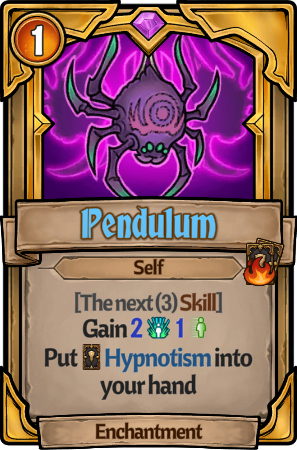 1
Pendulum
Self
[The next (3) Skill]
Gain 2 1
Put Hypnotism into
your hand
Enchantment